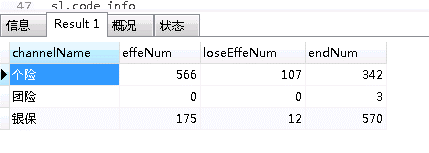 47 sl.code_info
信息 Result 1 概况 状态
channelName effeNum loseEffeNum endNum
个险 566 107 342
团险 0 0 3
银保 175 12 570